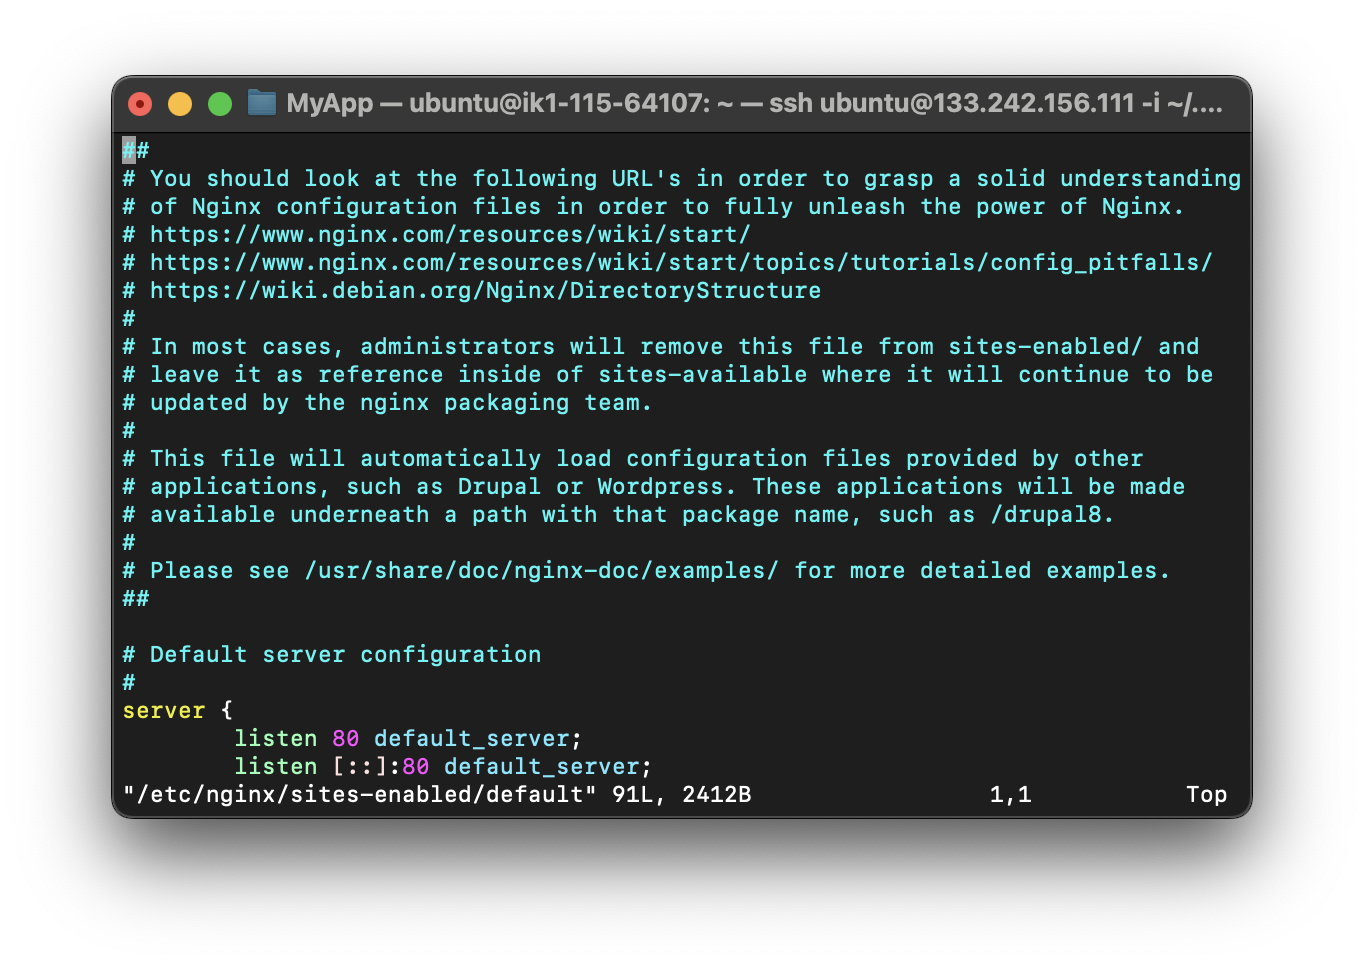 MyApp — ubuntu@ik1-115-64107: ~ — ssh ubuntu@133.242.156.111 -i ~/....
##
# You should look at the following URL's in order to grasp a solid understanding
# of Nginx configuration files in order to fully unleash the power of Nginx.
# https://www.nginx.com/resources/wiki/start/
# https://www.nginx.com/resources/wiki/start/topics/tutorials/config_pitfalls/
# https://wiki.debian.org/Nginx/DirectoryStructure
#
# In most cases, administrators will remove this file from sites-enabled/ and
# leave it as reference inside of sites-available where it will continue to be
# updated by the nginx packaging team.
#
# This file will automatically load configuration files provided by other
# applications, such as Drupal or Wordpress. These applications will be made
# available underneath a path with that package name, such as /drupal8.
#
# Please see /usr/share/doc/nginx-doc/examples/ for more detailed examples.
##

# Default server configuration
#
server {
        listen 80 default_server;
        listen [::]:80 default_server;
"/etc/nginx/sites-enabled/default" 91L, 2412B 1,1 Top